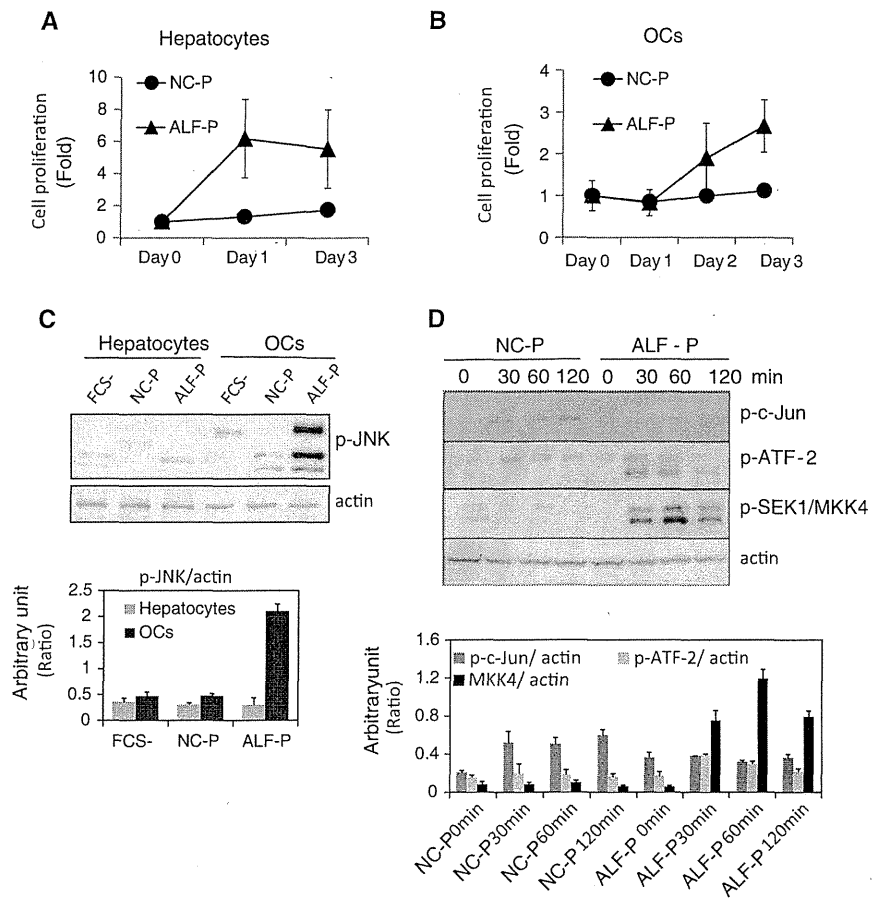 A
Hepatocytes
NC-P
ALF-P
Cell proliferation
(Fold)
10
8
6
4
2
0
Day 0
Day 1
Day 3
B
OCs
NC-P
ALF-P
Cell proliferation
(Fold)
4
3
2
1
0
Day 0
Day 1
Day 2
Day 3
C
Hepatocytes
OCs
FCS-
NC-P
ALF-P
FCS-
NC-P
ALF-P
p-JNK
actin
p-JNK/actin
Hepatocytes
OCs
Arbitrary unit
(Ratio)
2.5
2
1.5
1
0.5
0
FCS-
NC-P
ALF-P
D
NC-P
ALF - P
0 30 60 120 0 30 60 120 min
p-c-Jun
p-ATF-2
p-SEK1/MKK4
actin
p-c-Jun/ actin
p-ATF-2/ actin
MKK4/ actin
Arbitraryunit
(Ratio)
1.6
1.2
0.8
0.4
0
NC-P0min
NC-P30min
NC-P60min
NC-P120min
ALF-P 0min
ALF-P30min
ALF-P 60min
ALF-P 120min